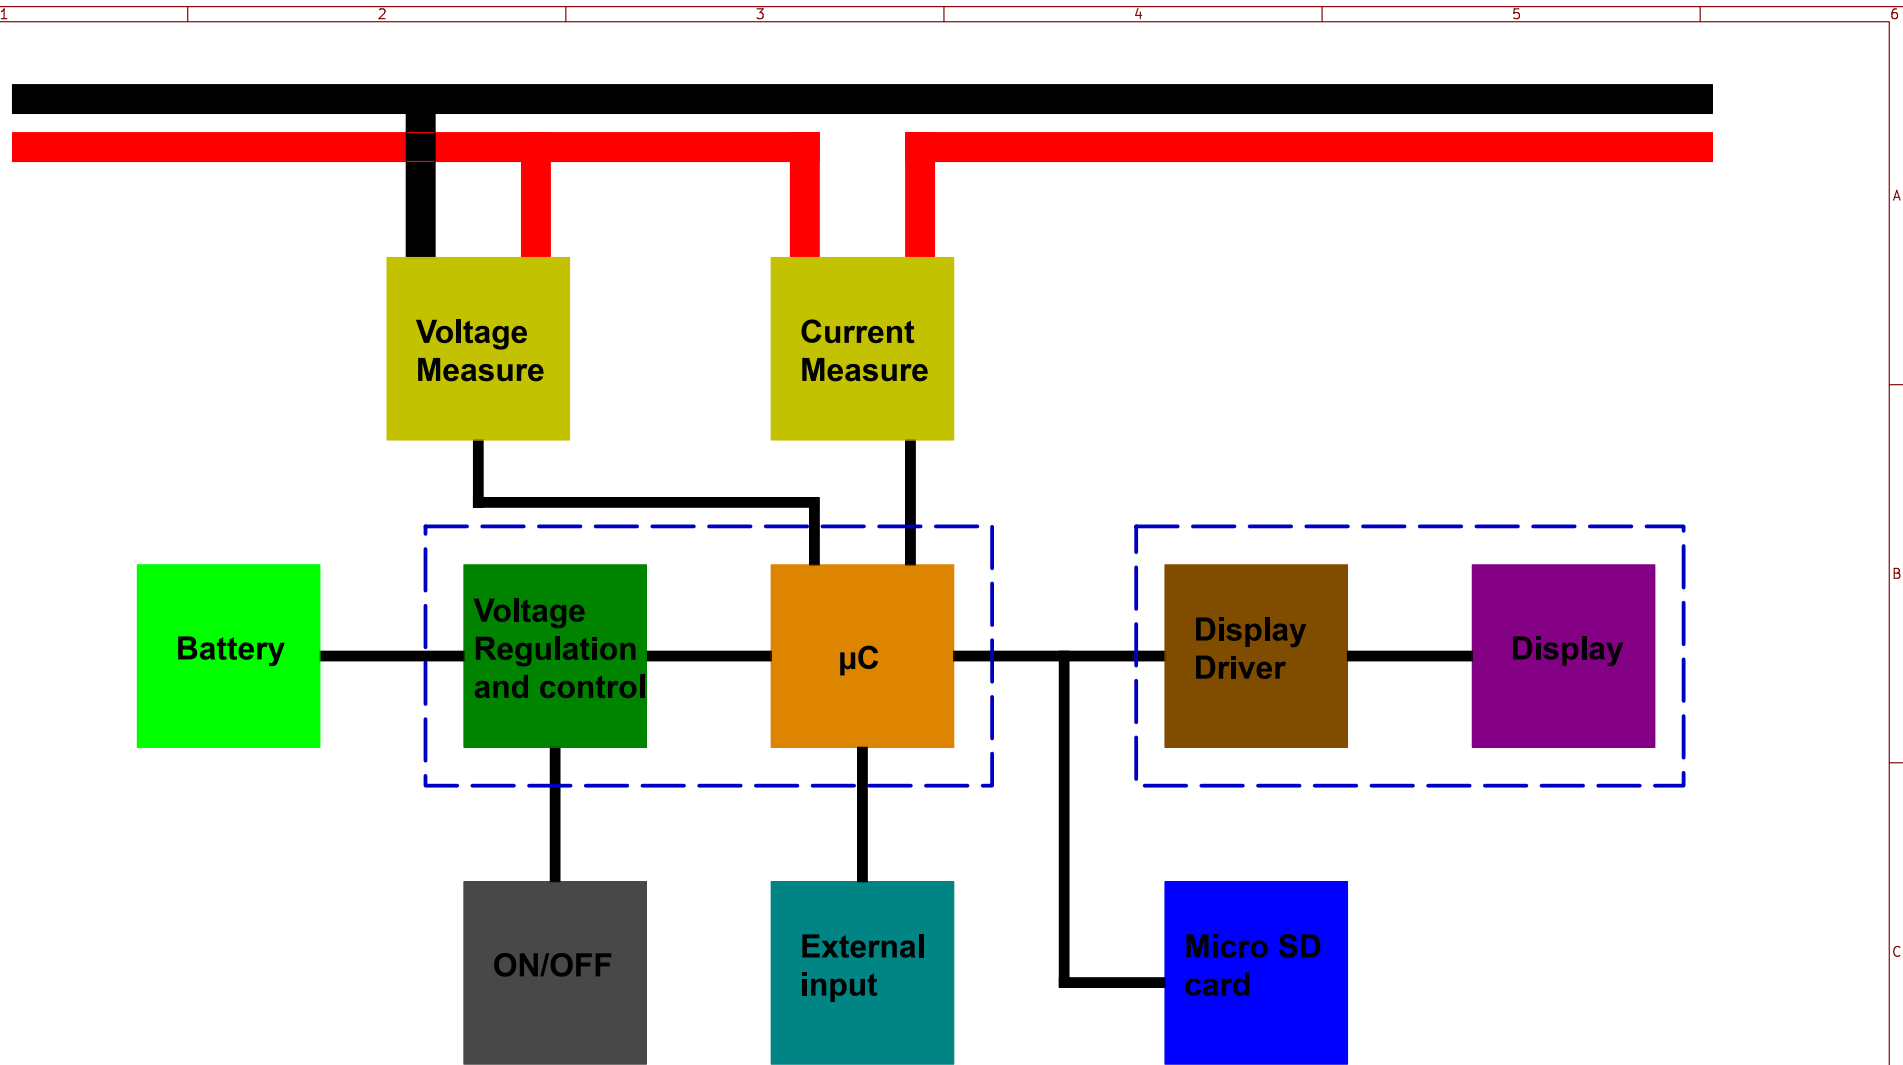 1 2 3 4 5 6
A
Voltage
Measure
Current
Measure
B
Battery
Voltage
Regulation
and control
µC
Display
Driver
Display
C
ON/OFF
External
input
Micro SD
card